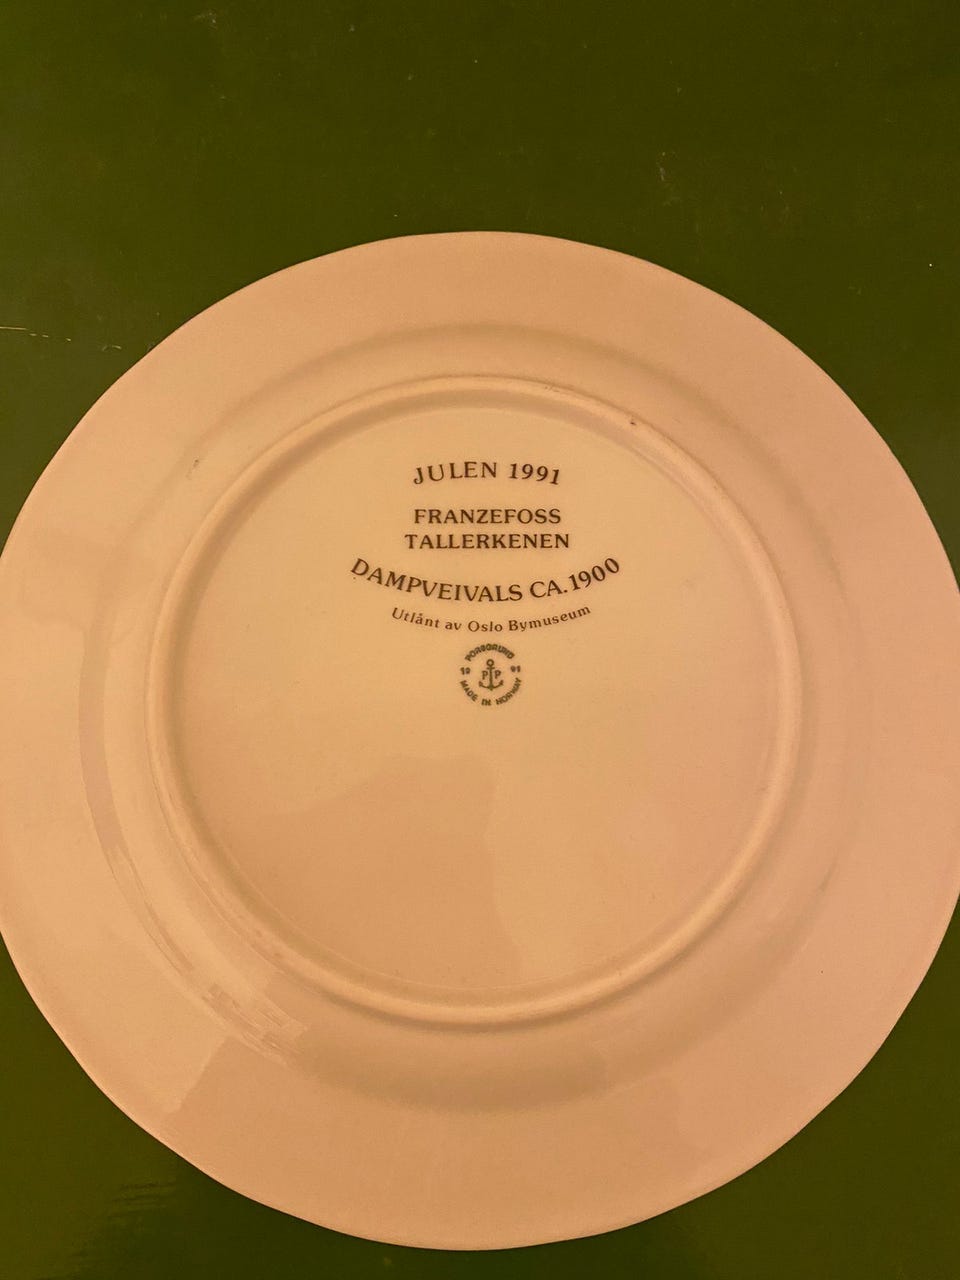 JULEN 1991
FRANZEFOSS
TALLERKENEN
DAMPVEIVALS CA. 1900
Utlånt av Oslo Bymuseum
PORSGRUND
19 91
P P
MADE IN NORWAY